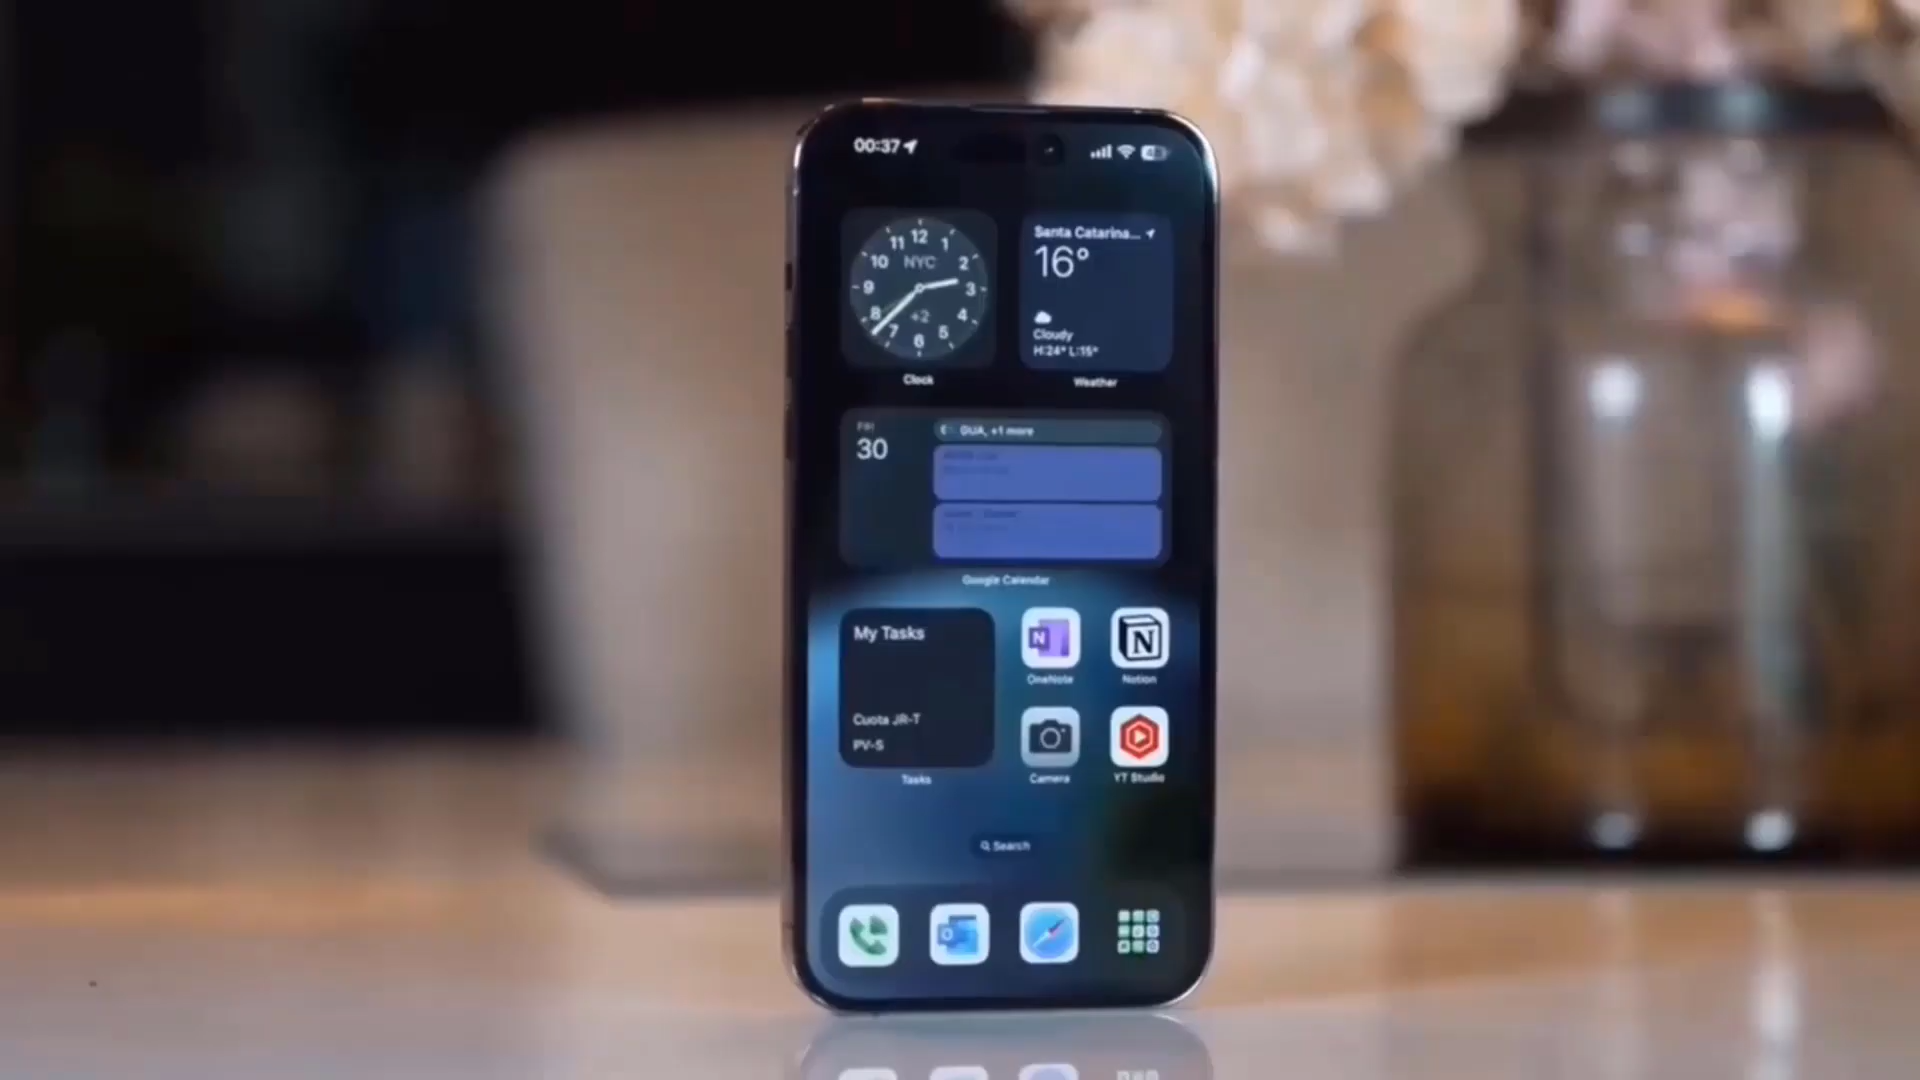 00:37
12
11 1
10 NYC 2
9 3
8 +2 4
7 5
6
Clock
Santa Catarina...
16°
Cloudy
H:24° L:15°
Weather
FRI
30
+1 more
Google Calendar
My Tasks
Cuota JR-T
PV-S
Tasks
N
OneNote
N
Notion
Camera
YT Studio
Search
O